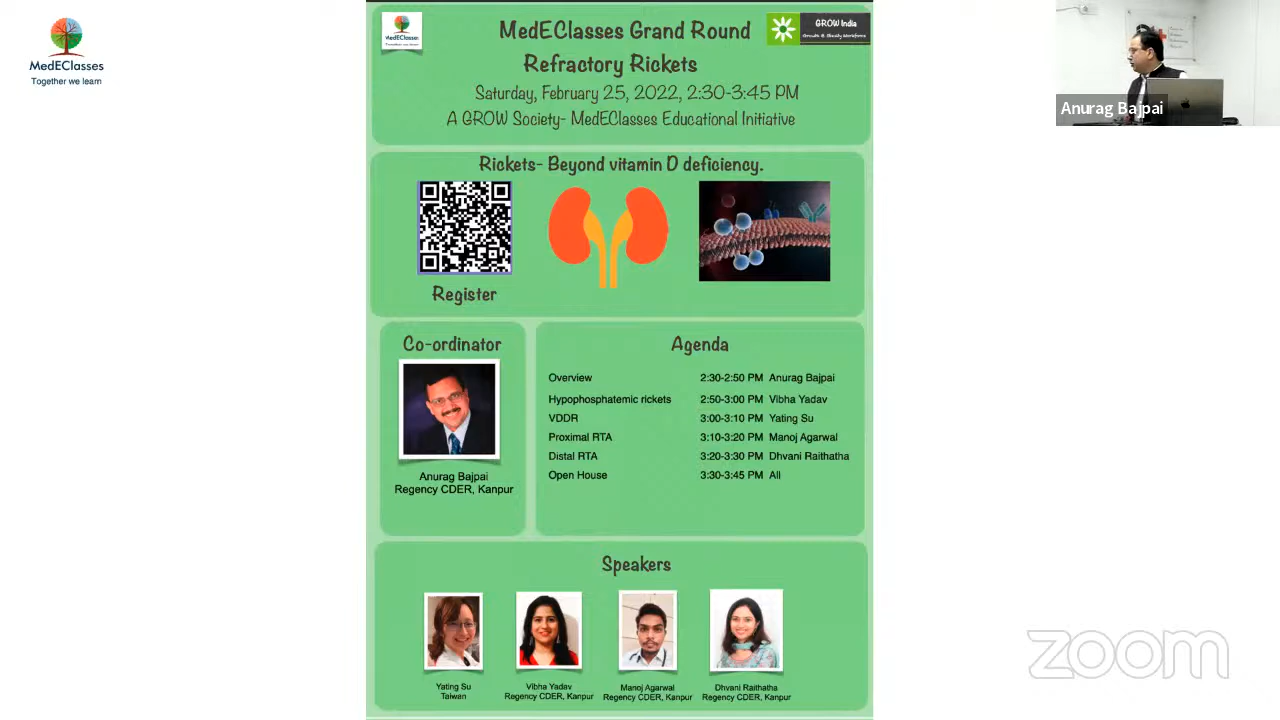 MedEClasses
Together we learn
MedEClasses
MedEClasses Grand Round
Refractory Rickets
Saturday, February 25, 2022, 2:30-3:45 PM
A GROW Society- MedEClasses Educational Initiative
GROW India
Rickets- Beyond vitamin D deficiency.
Register
Co-ordinator
Anurag Bajpai
Regency CDER, Kanpur
Agenda
Overview 2:30-2:50 PM Anurag Bajpai
Hypophosphatemic rickets 2:50-3:00 PM Vibha Yadav
VDDR 3:00-3:10 PM Yating Su
Proximal RTA 3:10-3:20 PM Manoj Agarwal
Distal RTA 3:20-3:30 PM Dhvani Raithatha
Open House 3:30-3:45 PM All
Speakers
Yating Su
Taiwan
Vibha Yadav
Regency CDER, Kanpur
Manoj Agarwal
Regency CDER, Kanpur
Dhvani Raithatha
Regency CDER, Kanpur
Anurag Bajpai
zoom